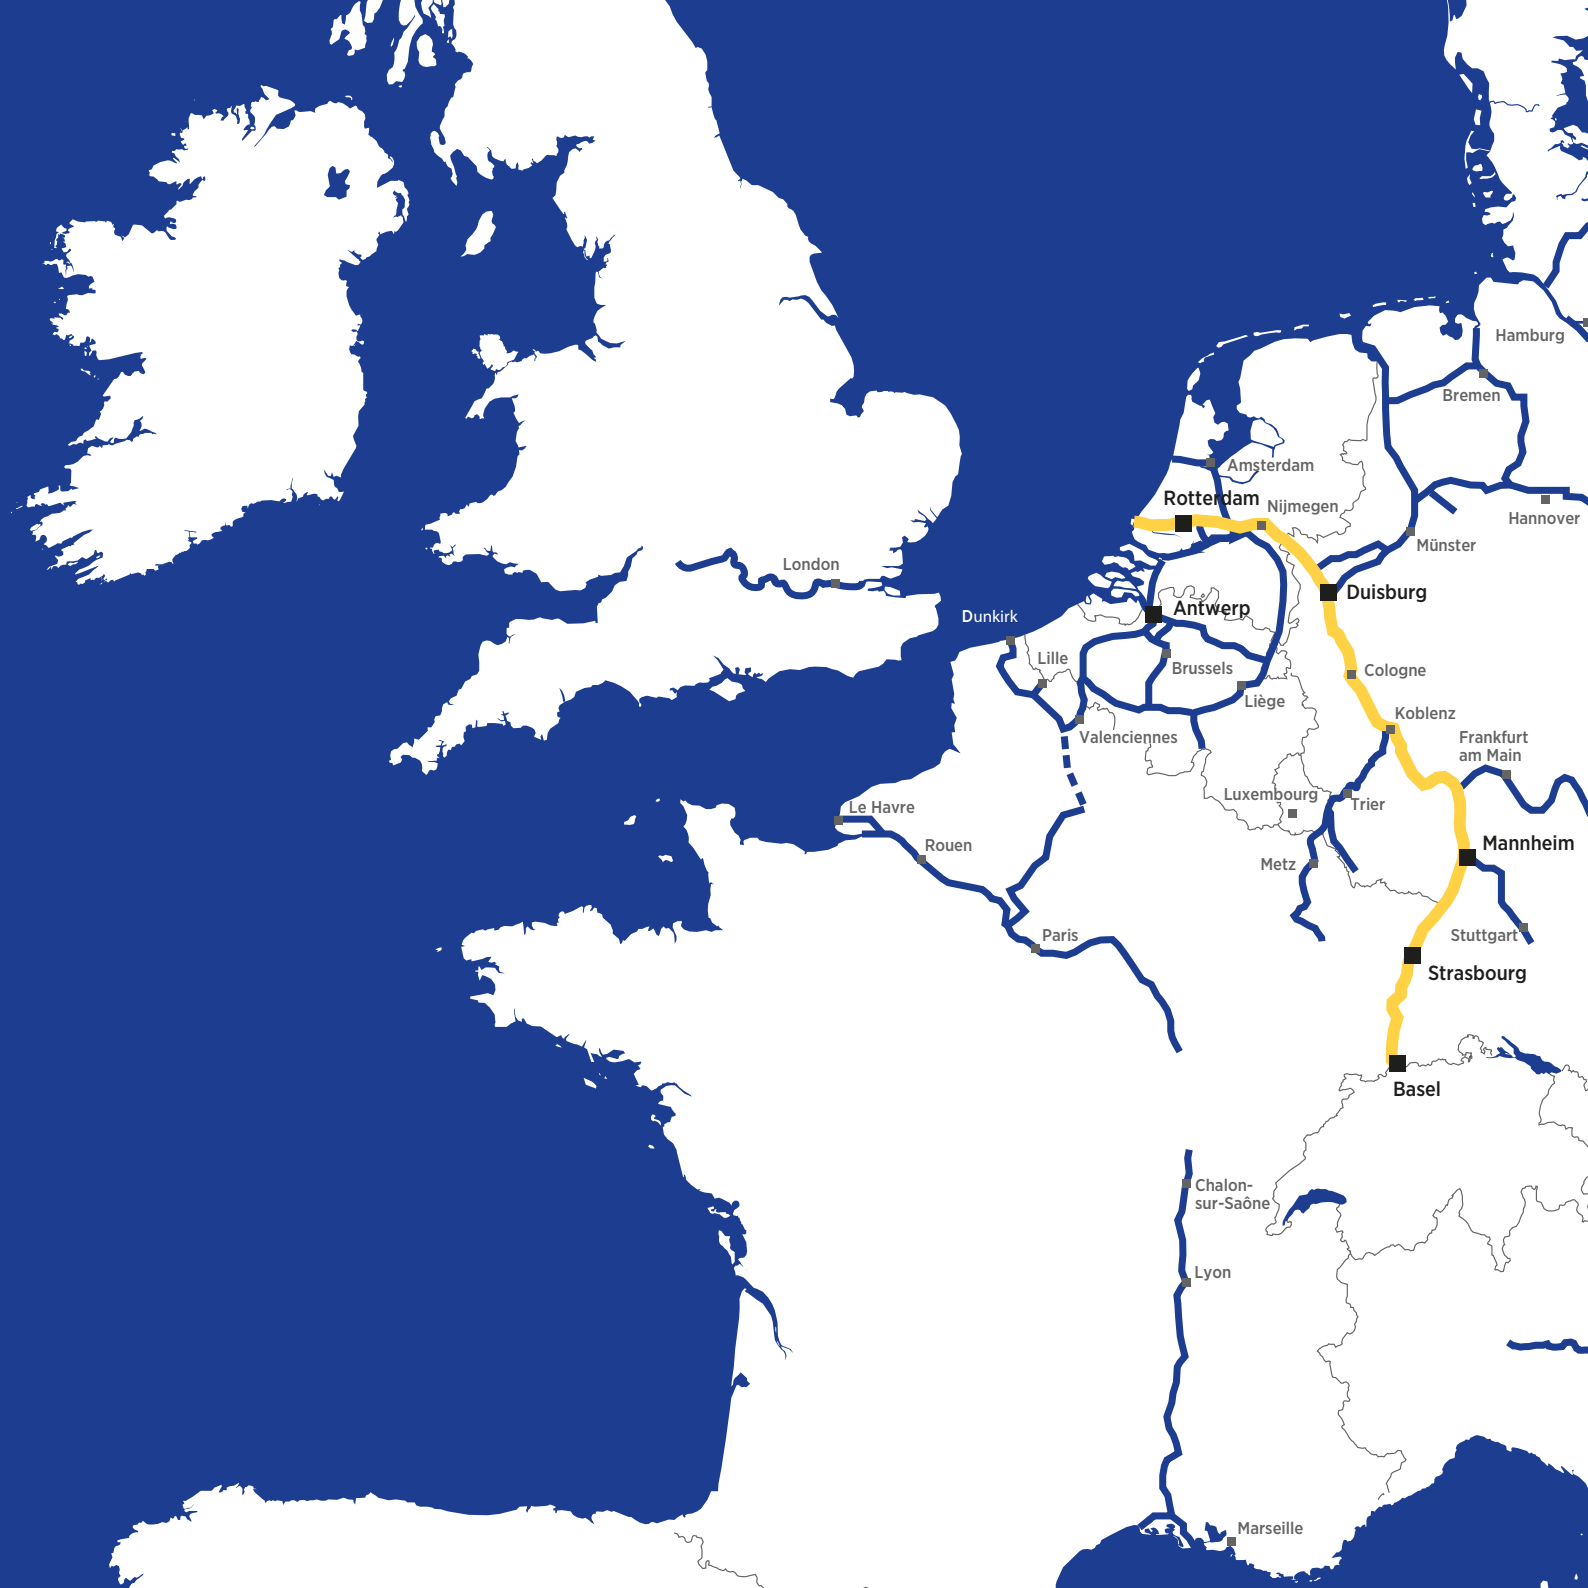 Hamburg
Bremen
Amsterdam
Rotterdam
Nijmegen
Hannover
Münster
London
Duisburg
Antwerp
Dunkirk
Lille
Brussels
Cologne
Liège
Koblenz
Valenciennes
Frankfurt
am Main
Luxembourg
Trier
Le Havre
Rouen
Mannheim
Metz
Paris
Stuttgart
Strasbourg
Basel
Chalon-
sur-Saône
Lyon
Marseille